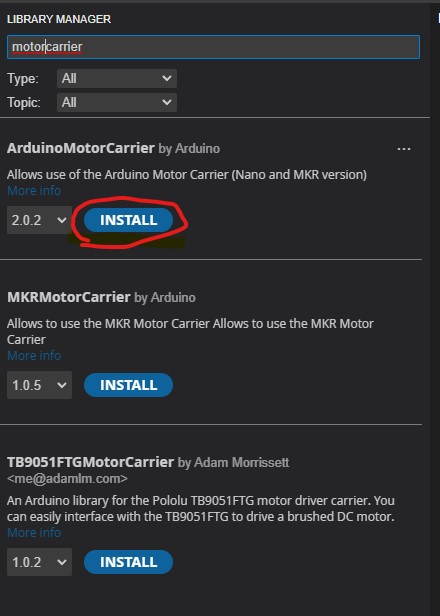 LIBRARY MANAGER
motorcarrier
Type: All
Topic: All
ArduinoMotorCarrier by Arduino ...
Allows use of the Arduino Motor Carrier (Nano and MKR version)
More info
2.0.2 INSTALL
MKRMotorCarrier by Arduino
Allows to use the MKR Motor Carrier Allows to use the MKR Motor
Carrier
More info
1.0.5 INSTALL
TB9051FTGMotorCarrier by Adam Morrissett
<me@adamlm.com>
An Arduino library for the Pololu TB9051FTG motor driver carrier. You
can easily interface with the TB9051FTG to drive a brushed DC motor.
More info
1.0.2 INSTALL